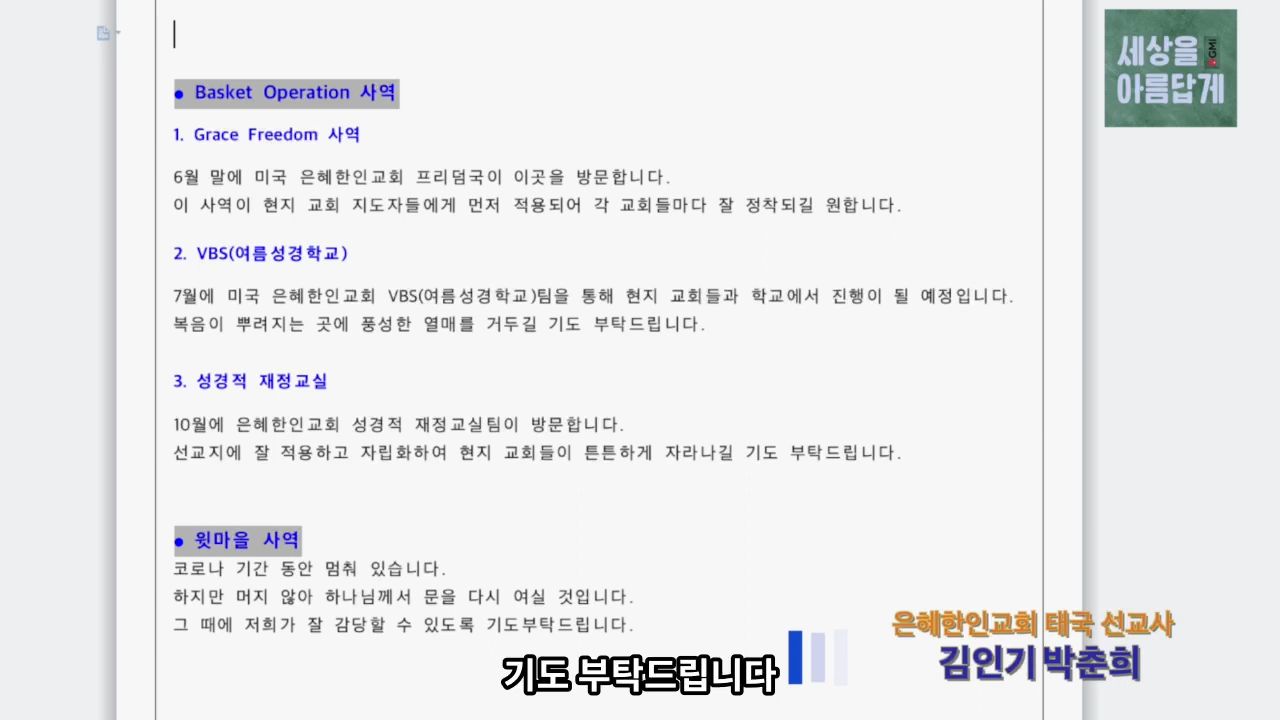 세상을
GMI
아름답게
● Basket Operation 사역
1. Grace Freedom 사역
6월 말에 미국 은혜한인교회 프리덤국이 이곳을 방문합니다.
이 사역이 현지 교회 지도자들에게 먼저 적용되어 각 교회들마다 잘 정착되길 원합니다.
2. VBS(여름성경학교)
7월에 미국 은혜한인교회 VBS(여름성경학교)팀을 통해 현지 교회들과 학교에서 진행이 될 예정입니다.
복음이 뿌려지는 곳에 풍성한 열매를 거두길 기도 부탁드립니다.
3. 성경적 재정교실
10월에 은혜한인교회 성경적 재정교실팀이 방문합니다.
선교지에 잘 적용하고 자립화하여 현지 교회들이 튼튼하게 자라나길 기도 부탁드립니다.
● 윗마을 사역
코로나 기간 동안 멈춰 있습니다.
하지만 머지 않아 하나님께서 문을 다시 여실 것입니다.
그 때에 저희가 잘 감당할 수 있도록 기도부탁드립니다.
은혜한인교회 태국 선교사
김인기 박춘희
기도 부탁드립니다